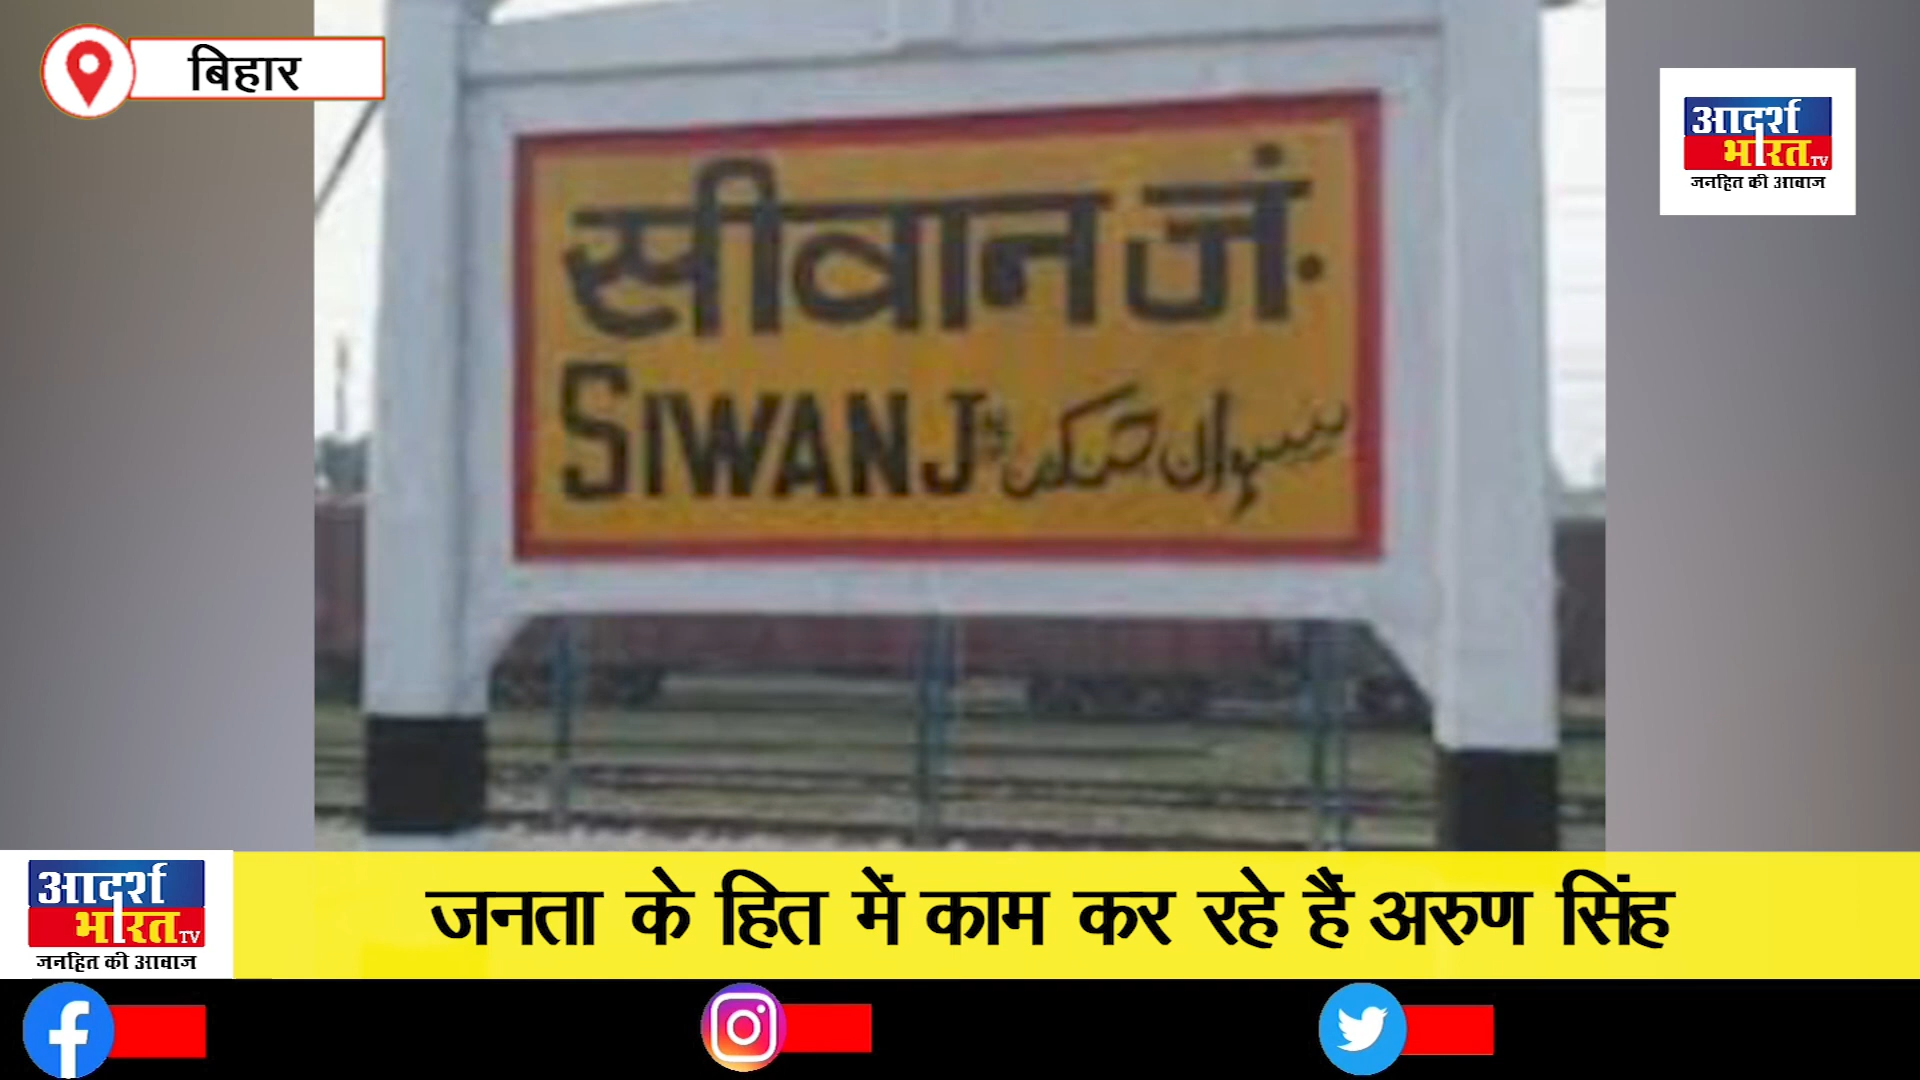 बिहार
आदर्श
भारत TV
जनहित की आवाज
सीवान जं.
SIWAN JN
سیوان جنکشن
आदर्श
भारत TV
जनहित की आवाज
जनता के हित में काम कर रहे हैं अरुण सिंह